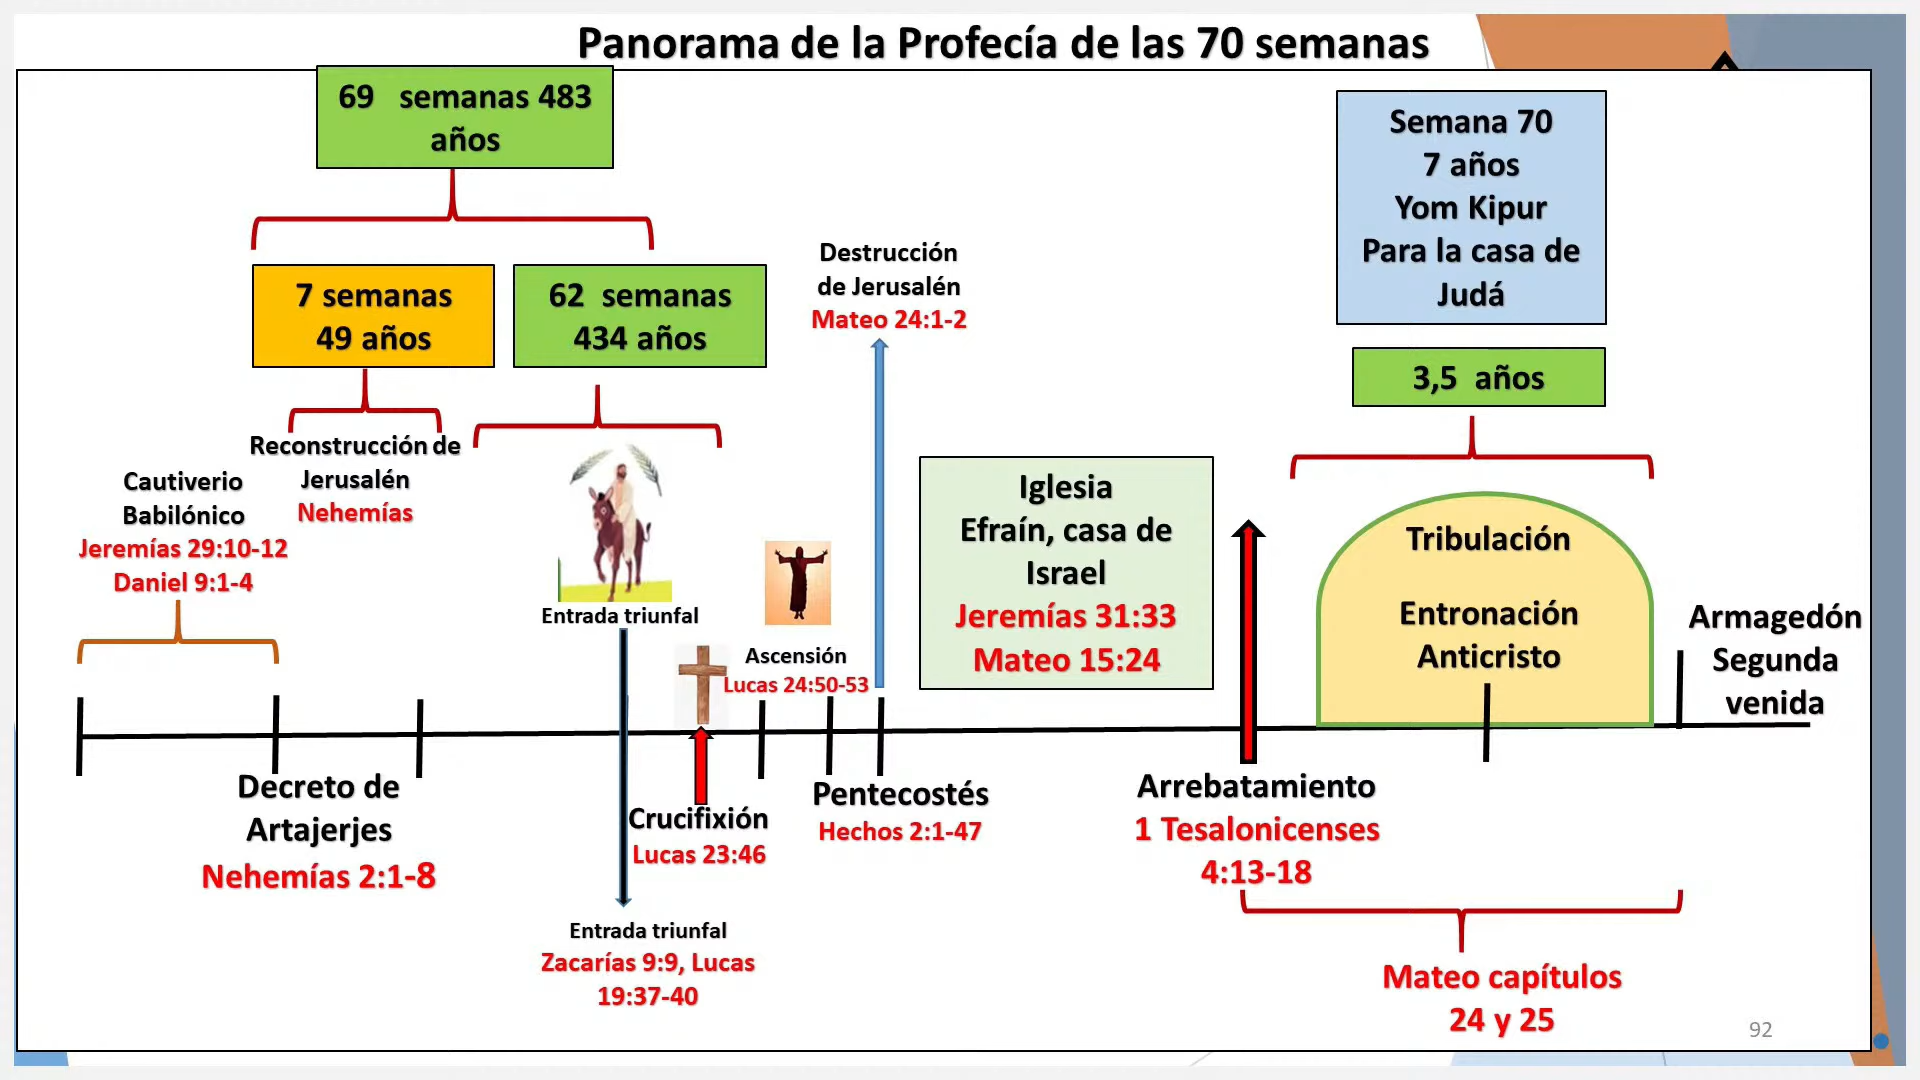 Panorama de la Profecía de las 70 semanas
69 semanas 483
años
7 semanas
49 años
62 semanas
434 años
Destrucción
de Jerusalén
Mateo 24:1-2
Semana 70
7 años
Yom Kipur
Para la casa de
Judá
3,5 años
Reconstrucción de
Jerusalén
Nehemías
Cautiverio
Babilónico
Jeremías 29:10-12
Daniel 9:1-4
Entrada triunfal
Ascensión
Lucas 24:50-53
Iglesia
Efraín, casa de
Israel
Jeremías 31:33
Mateo 15:24
Tribulación
Entronación
Anticristo
Armagedón
Segunda
venida
Decreto de
Artajerjes
Nehemías 2:1-8
Crucifixión
Lucas 23:46
Pentecostés
Hechos 2:1-47
Arrebatamiento
1 Tesalonicenses
4:13-18
Entrada triunfal
Zacarías 9:9, Lucas
19:37-40
Mateo capítulos
24 y 25
92